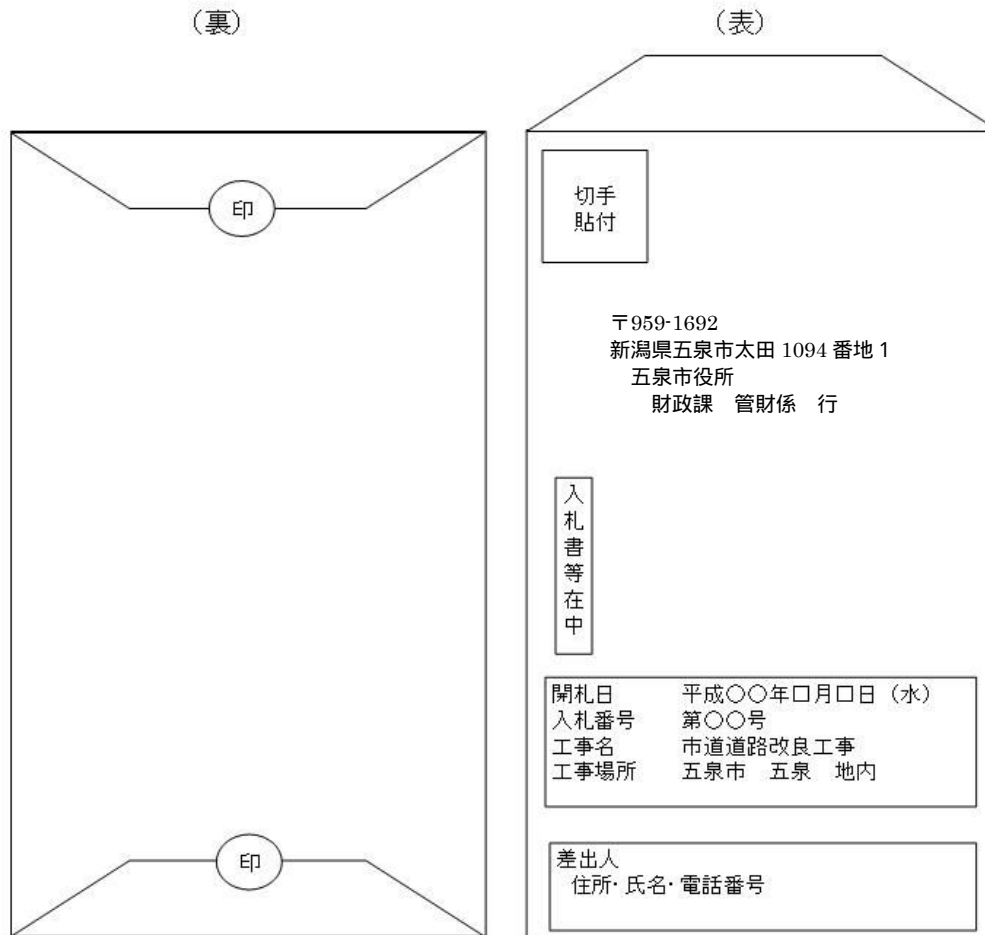 （裏）
印
印
（表）
切手
貼付
〒959-1692
新潟県五泉市太田 1094 番地 1
五泉市役所
財政課　管財係　行
入札書等在中
開札日　平成〇〇年□月□日（水）
入札番号　第〇〇号
工事名　市道道路改良工事
工事場所　五泉市　五泉　地内
差出人
住所・氏名・電話番号